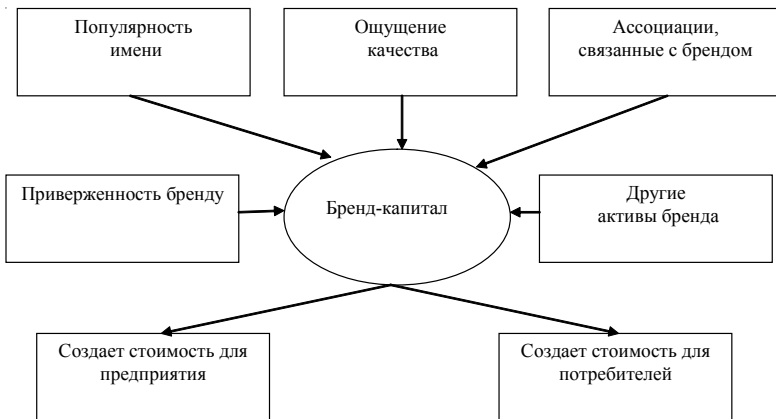 Популярность
имени
Ощущение
качества
Ассоциации,
связанные с брендом
Приверженность бренду
Бренд-капитал
Другие
активы бренда
Создает стоимость для
предприятия
Создает стоимость для
потребителей